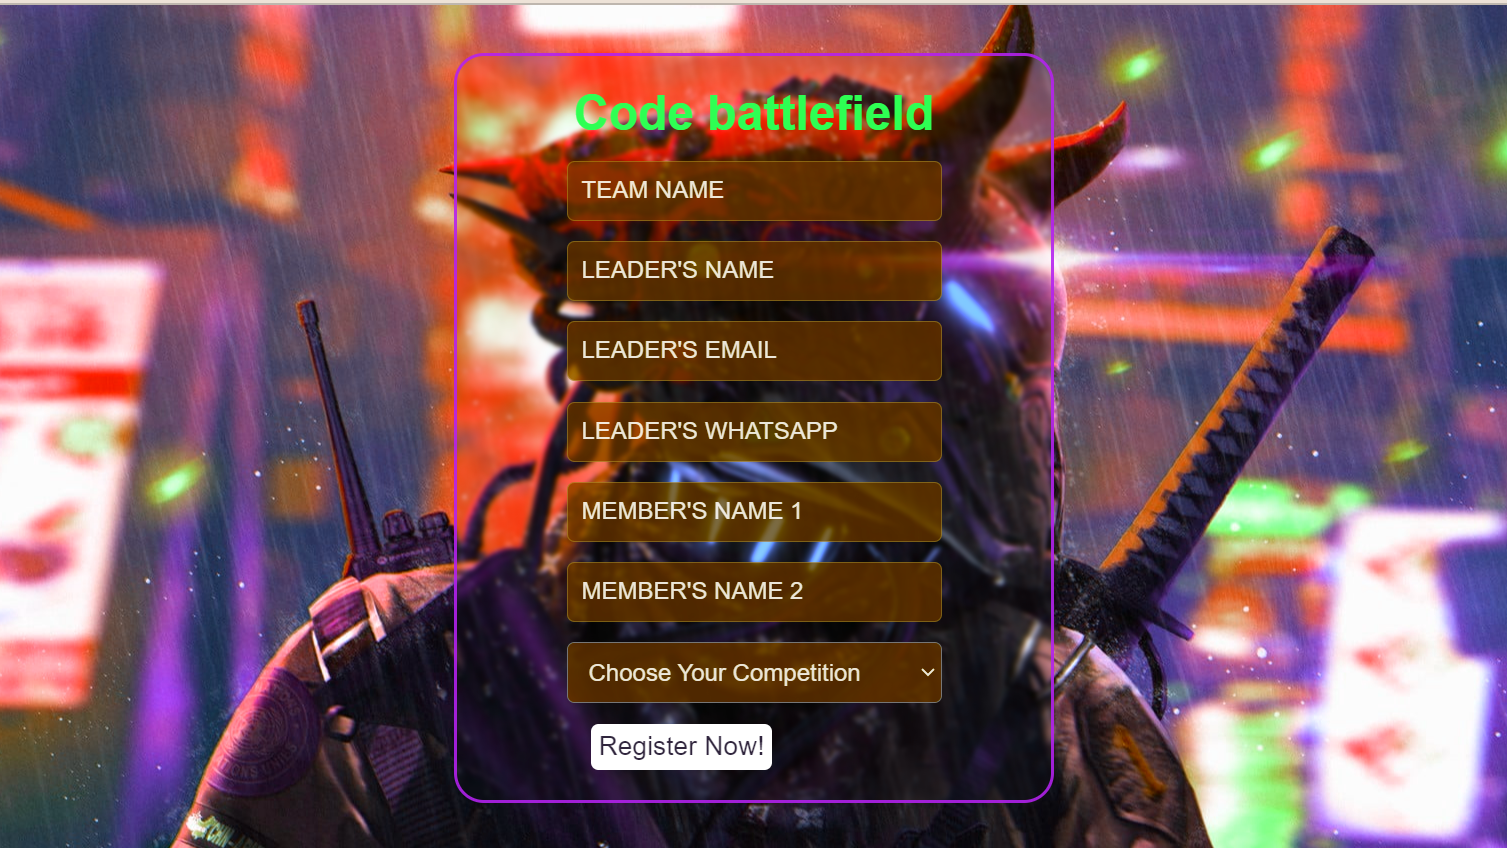 Code battlefield
TEAM NAME
LEADER'S NAME
LEADER'S EMAIL
LEADER'S WHATSAPP
MEMBER'S NAME 1
MEMBER'S NAME 2
Choose Your Competition
Register Now!